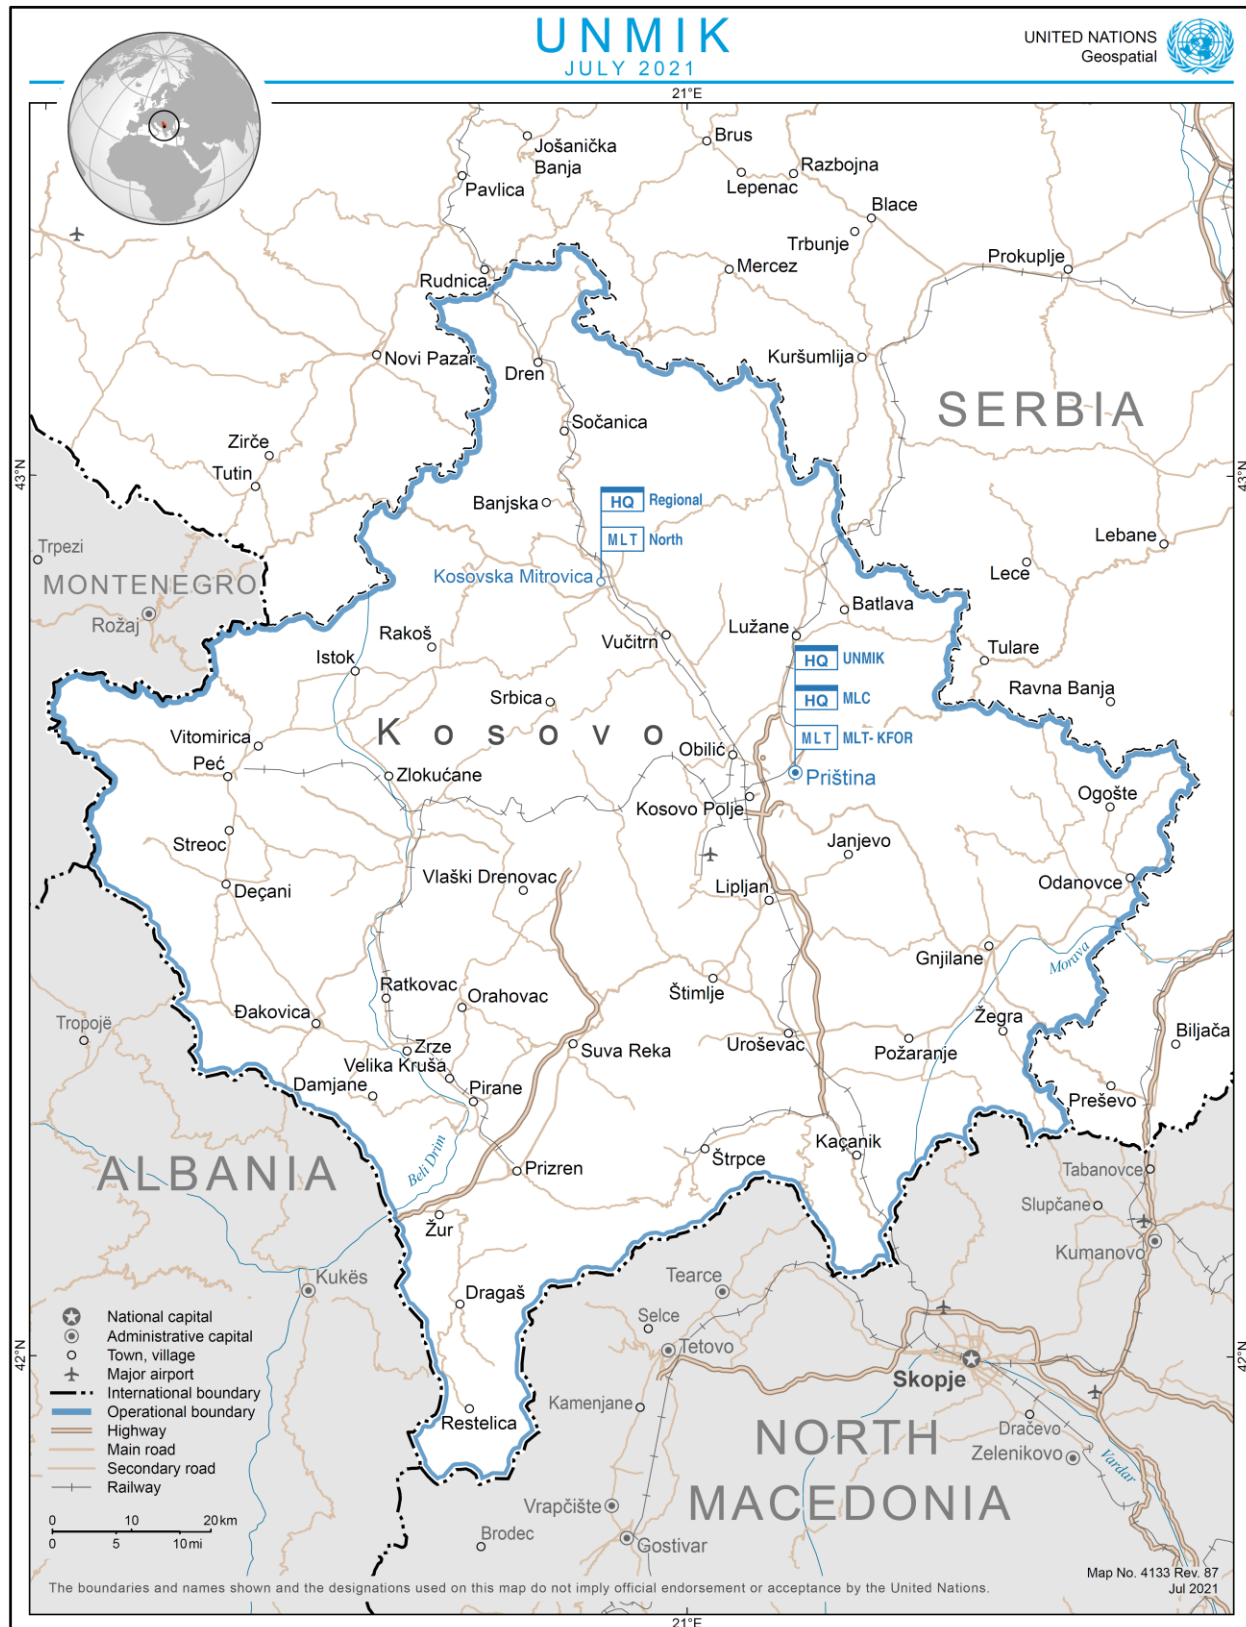 UNMIK
JULY 2021
UNITED NATIONS
Geospatial
21°E
Jošanička
Banja
Brus
Pavlica
Lepenac
Razbojna
Blace
Trbunje
Rudnica
Mercez
Prokuplje
Novi Pazar
Dren
Kuršumlija
SERBIA
Sočanica
Zirče
Tutin
43°N
43°N
Banjska
HQ Regional
MLT North
Trpezi
Lebane
MONTENEGRO
Kosovska Mitrovica
Lece
Rožaj
Batlava
Rakoš
Vučitrn
Lužane
Istok
HQ UNMIK
Tulare
HQ MLC
Ravna Banja
Srbica
Kosovo
MLT MLT- KFOR
Vitomirica
Obilić
Peć
Zlokućane
Priština
Kosovo Polje
Ogošte
Streoc
Janjevo
Vlaški Drenovac
Lipljan
Odanovce
Deçani
Gnjilane
Morava
Štimlje
Ratkovac
Orahovac
Đakovica
Žegra
Tropojë
Zrze
Suva Reka
Uroševac
Požaranje
Biljača
Velika Kruša
Damjane
Pirane
Preševo
Kaçanik
ALBANIA
Beli Drim
Prizren
Štrpce
Tabanovce
Slupčane
Žur
Kumanovo
Kukës
Tearce
Dragaš
Selce
Tetovo
National capital
Administrative capital
Town, village
Major airport
International boundary
Operational boundary
Highway
Main road
Secondary road
Railway
42°N
42°N
Skopje
Restelica
Kamenjane
Dračevo
NORTH
MACEDONIA
Zelenikovo
Vardar
0 10 20 km
0 5 10 mi
Vrapčište
Brodec
Gostivar
Map No. 4133 Rev. 87
Jul 2021
The boundaries and names shown and the designations used on this map do not imply official endorsement or acceptance by the United Nations.
21°E